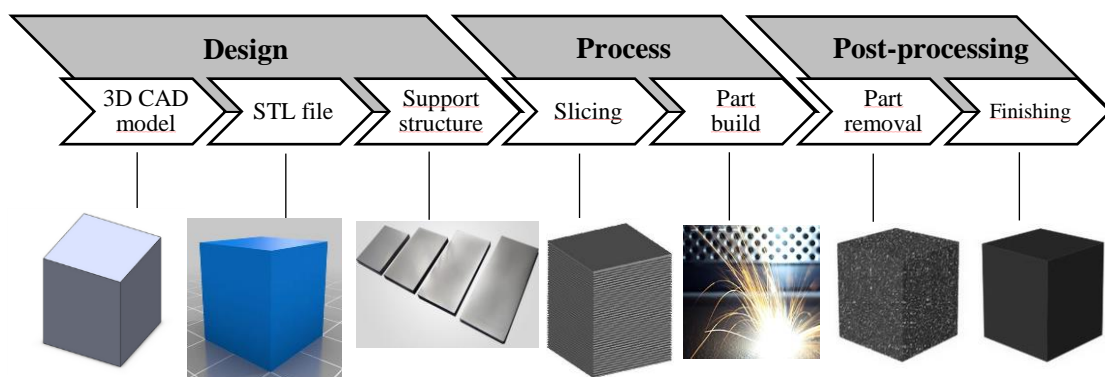 Design
Process
Post-processing
3D CAD
model
STL file
Support
structure
Slicing
Part
build
Part
removal
Finishing